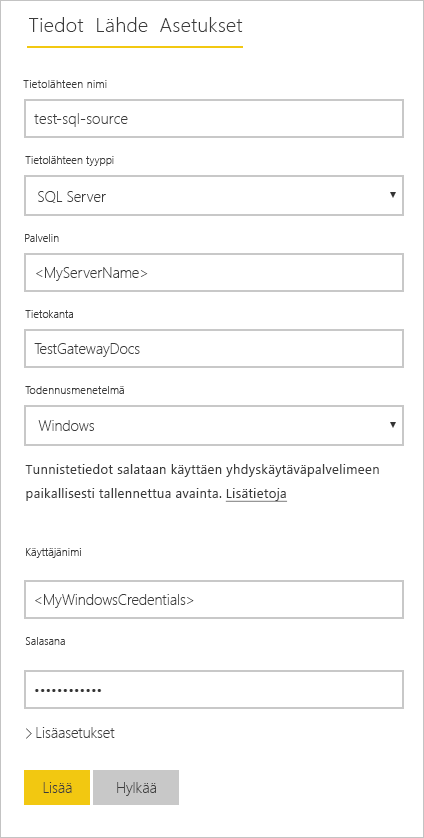 Tiedot Lähde Asetukset
Tietolähteen nimi
test-sql-source
Tietolähteen tyyppi
SQL Server
Palvelin
<MyServerName>
Tietokanta
TestGatewayDocs
Todennusmenetelmä
Windows
Tunnistetiedot salataan käyttäen yhdyskäytäväpalvelimeen
paikallisesti tallennettua avainta. Lisätietoja
Käyttäjänimi
<MyWindowsCredentials>
Salasana
••••••••••••
> Lisäasetukset
Lisää Hylkää